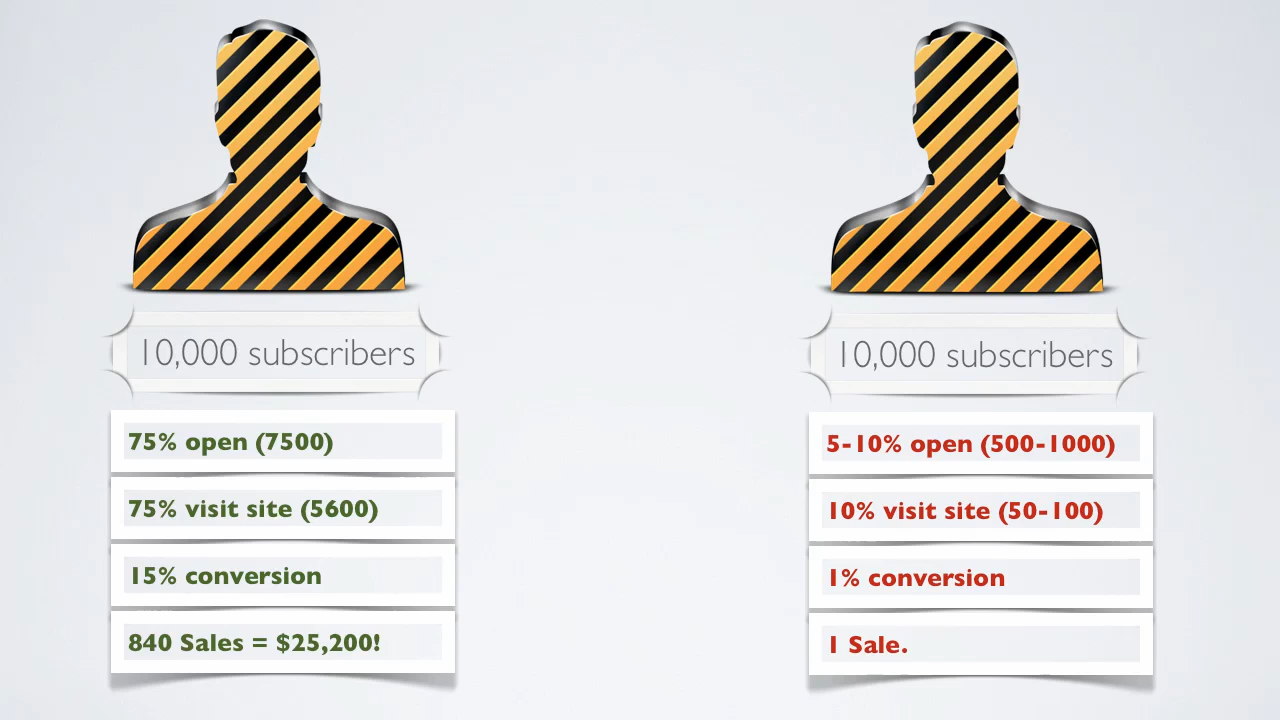 10,000 subscribers
75% open (7500)
75% visit site (5600)
15% conversion
840 Sales = $25,200!
10,000 subscribers
5-10% open (500-1000)
10% visit site (50-100)
1% conversion
1 Sale.